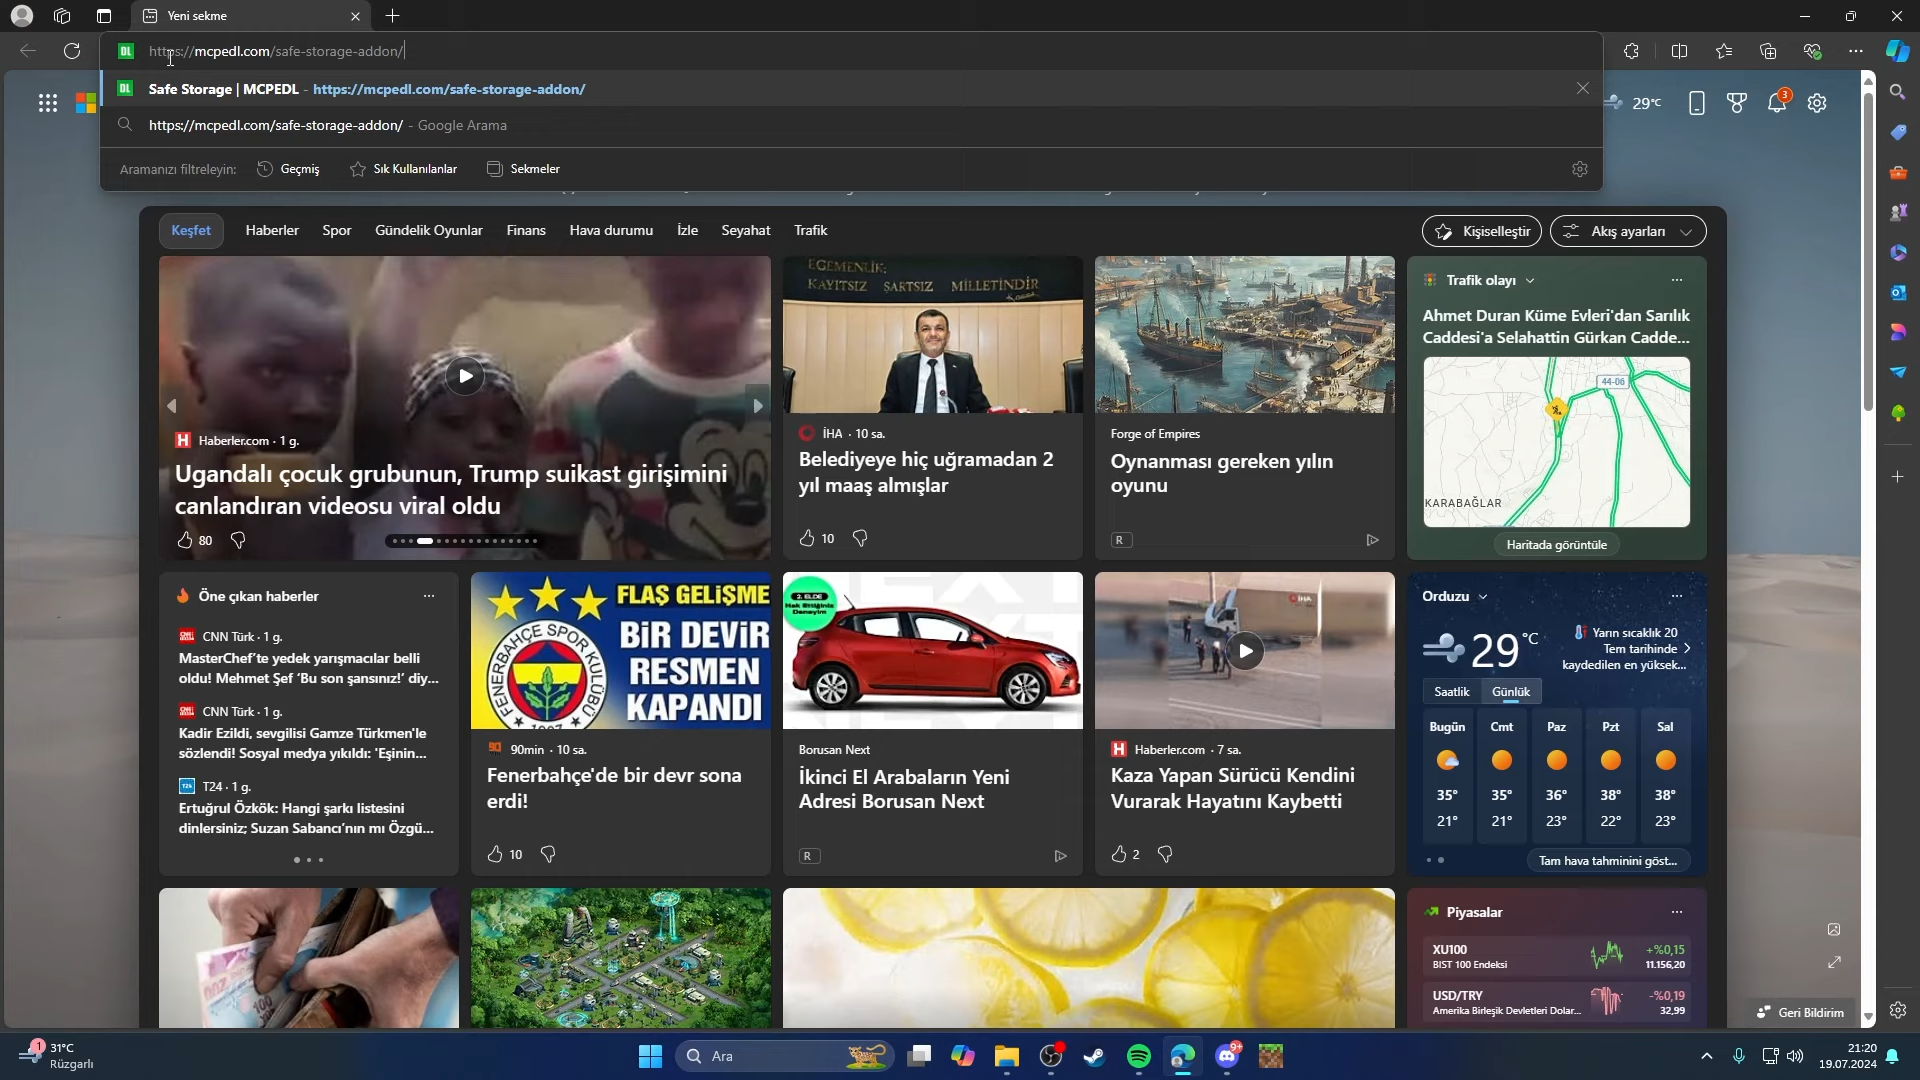 Yeni sekme
https://mcpedl.com/safe-storage-addon/
Safe Storage | MCPEDL - https://mcpedl.com/safe-storage-addon/
https://mcpedl.com/safe-storage-addon/ - Google Arama
Aramanızı filtreleyin:
Geçmiş
Sık Kullanılanlar
Sekmeler
29°C
3
Keşfet
Haberler
Spor
Gündelik Oyunlar
Finans
Hava durumu
İzle
Seyahat
Trafik
Kişiselleştir
Akış ayarları
Haberler.com · 1 g.
Ugandalı çocuk grubunun, Trump suikast girişimini
canlandıran videosu viral oldu
80
EGEMENLİK;
KAYITSIZ ŞARTSIZ MİLLETİNDİR
İHA · 10 sa.
Belediyeye hiç uğramadan 2
yıl maaş almışlar
10
Forge of Empires
Oynanması gereken yılın
oyunu
R
Trafik olayı
Ahmet Duran Küme Evleri'dan Sarılık
Caddesi'a Selahattin Gürkan Cadde...
44-06
KARABAĞLAR
Haritada görüntüle
Öne çıkan haberler
CNN Türk · 1 g.
MasterChef'te yedek yarışmacılar belli
oldu! Mehmet Şef 'Bu son şansınız!' diy...
CNN Türk · 1 g.
Kadir Ezildi, sevgilisi Gamze Türkmen'le
sözlendi! Sosyal medya yıkıldı: 'Eşinin...
T24 · 1 g.
Ertuğrul Özkök: Hangi şarkı listesini
dinlersiniz; Suzan Sabancı'nın mı Özgü...
FLAŞ GELİŞME
BİR DEVİR
RESMEN
KAPANDI
FENERBAHÇE SPOR KULÜBÜ
1907
90min · 10 sa.
Fenerbahçe'de bir devr sona
erdi!
10
2. ELDE
Hak Ettiğiniz
Deneyim
Borusan Next
İkinci El Arabaların Yeni
Adresi Borusan Next
R
İHA
Haberler.com · 7 sa.
Kaza Yapan Sürücü Kendini
Vurarak Hayatını Kaybetti
2
Orduzu
29°C
Yarın sıcaklık 20
Tem tarihinde
kaydedilen en yüksek...
Saatlik
Günlük
Bugün Cmt Paz Pzt Sal
35° 35° 36° 38° 38°
21° 21° 23° 22° 23°
Tam hava tahminini göst...
Piyasalar
XU100 +%0,15
BIST 100 Endeksi 11.156,20
USD/TRY -%0,19
Amerika Birleşik Devletleri Dolar... 32,99
Geri Bildirim
1
31°C
Rüzgarlı
Ara
9+
21:20
19.07.2024